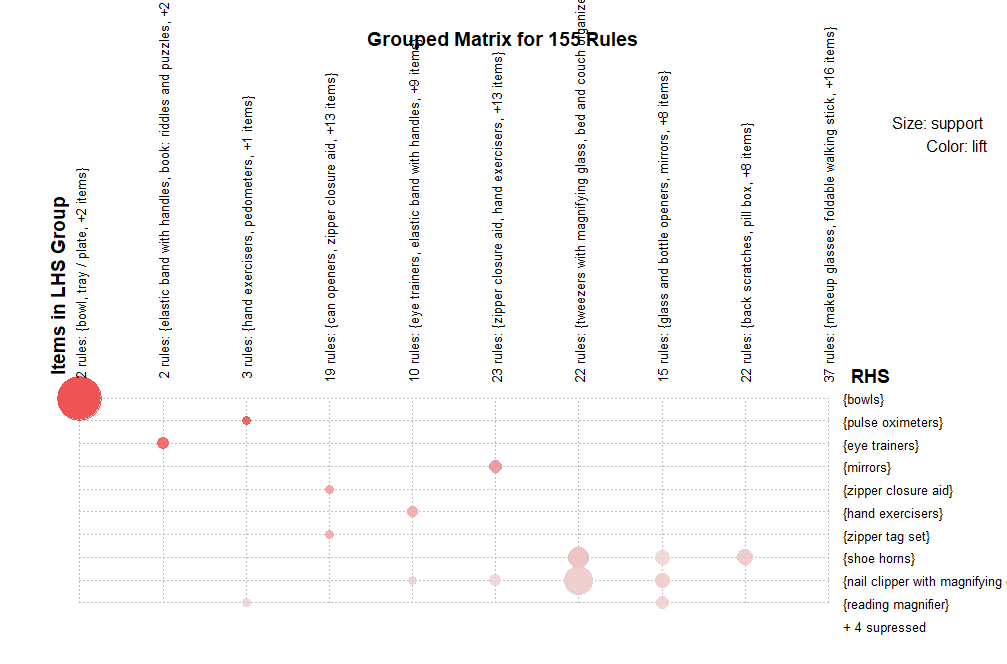 Grouped Matrix for 155 Rules
Size: support
Color: lift
Items in LHS Group
2 rules: {bowl, tray / plate, +2 items}
2 rules: {elastic band with handles, book: riddles and puzzles, +2
3 rules: {hand exercisers, pedometers, +1 items}
19 rules: {can openers, zipper closure aid, +13 items}
10 rules: {eye trainers, elastic band with handles, +9 items}
23 rules: {zipper closure aid, hand exercisers, +13 items}
22 rules: {tweezers with magnifying glass, bed and couch organize
15 rules: {glass and bottle openers, mirrors, +8 items}
22 rules: {back scratches, pill box, +8 items}
37 rules: {makeup glasses, foldable walking stick, +16 items}
RHS
{bowls}
{pulse oximeters}
{eye trainers}
{mirrors}
{zipper closure aid}
{hand exercisers}
{zipper tag set}
{shoe horns}
{nail clipper with magnifying
{reading magnifier}
+ 4 supressed